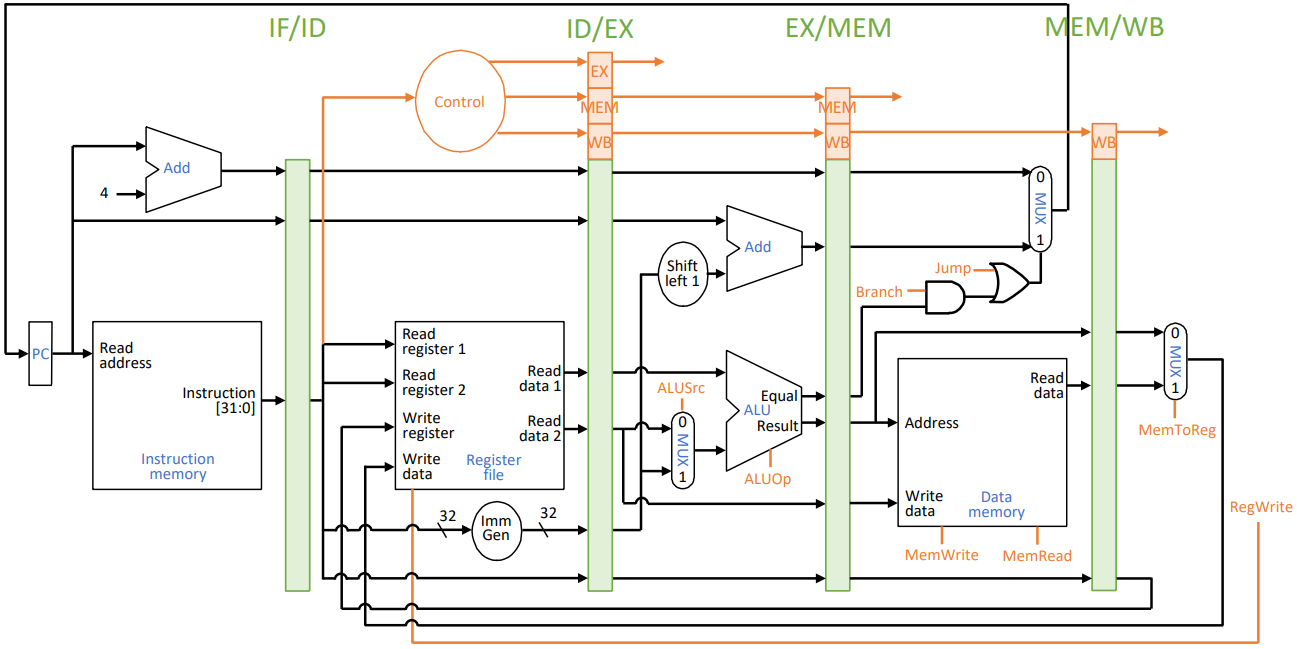 IF/ID
ID/EX
EX/MEM
MEM/WB
EX
MEM
WB
MEM
WB
WB
Control
Add
4
0
MUX
1
Add
Shift
left 1
Jump
Branch
PC
Read
address
Instruction
[31:0]
Instruction
memory
Read
register 1
Read
register 2
Write
register
Write
data
Read
data 1
Read
data 2
Register
file
ALUSrc
0
MUX
1
Equal
ALU
Result
ALUOp
Read
data
Address
Write
data
Data
memory
MemWrite
MemRead
0
MUX
1
MemToReg
RegWrite
32
Imm
Gen
32